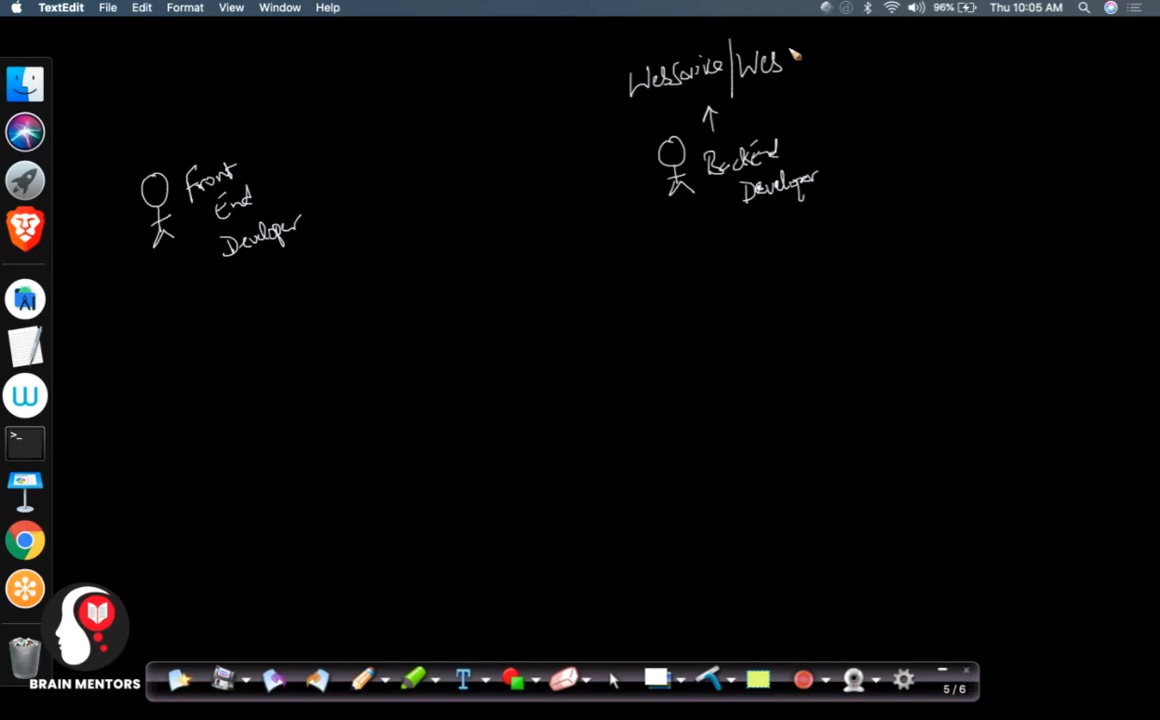 TextEdit File Edit Format View Window Help 96% Thu 10:05 AM
WebService | Web
Backend
Developer
Front
End
Developer
BRAIN MENTORS
5/6